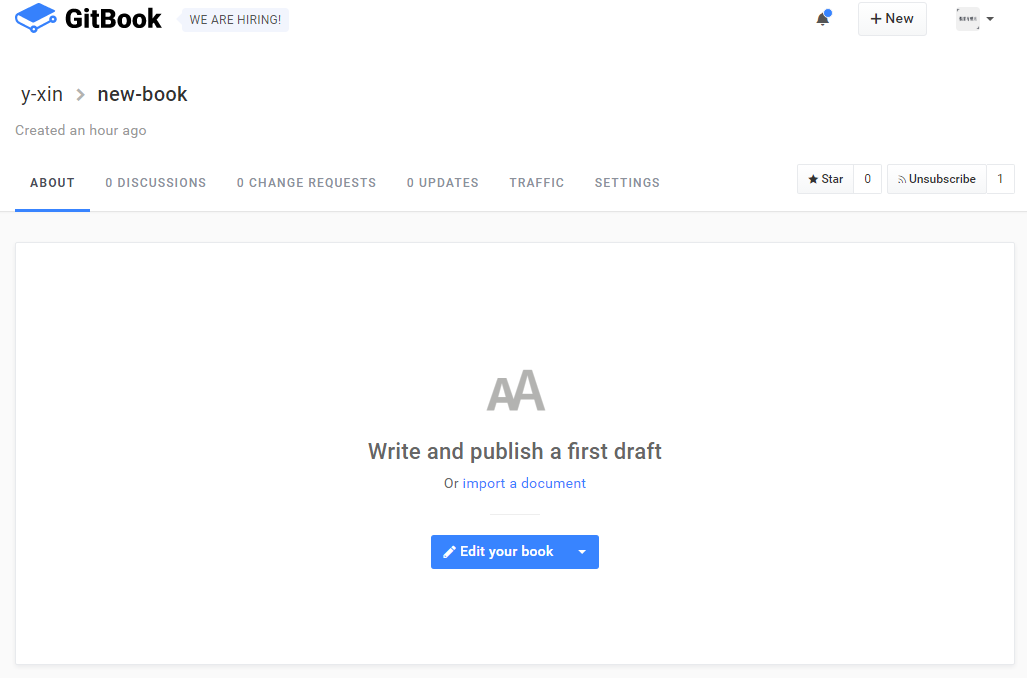 GitBook WE ARE HIRING! + New
y-xin > new-book
Created an hour ago
ABOUT 0 DISCUSSIONS 0 CHANGE REQUESTS 0 UPDATES TRAFFIC SETTINGS Star 0 Unsubscribe 1
AA
Write and publish a first draft
Or import a document
Edit your book